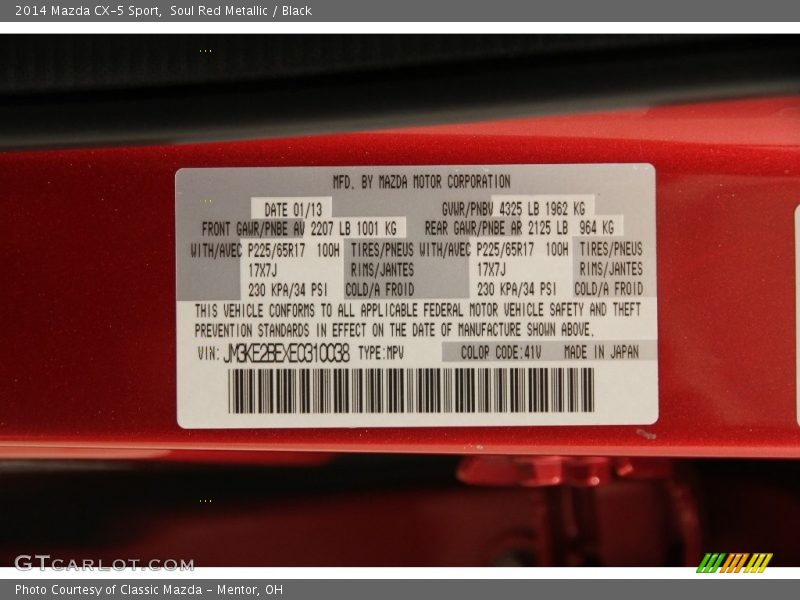 2014 Mazda CX-5 Sport,  Soul Red Metallic / Black
MFD. BY MAZDA MOTOR CORPORATION
DATE 01/13 GVWR/PNBV 4325 LB 1962 KG
FRONT GAWR/PNBE AV 2207 LB 1001 KG REAR GAWR/PNBE AR 2125 LB 964 KG
WITH/AVEC P225/65R17 100H TIRES/PNEUS WITH/AVEC P225/65R17 100H TIRES/PNEUS
17X7J RIMS/JANTES 17X7J RIMS/JANTES
230 KPA/34 PSI COLD/A FROID 230 KPA/34 PSI COLD/A FROID
THIS VEHICLE CONFORMS TO ALL APPLICABLE FEDERAL MOTOR VEHICLE SAFETY AND THEFT
PREVENTION STANDARDS IN EFFECT ON THE DATE OF MANUFACTURE SHOWN ABOVE.
VIN: JM3KE2BEXE0310038 TYPE:MPV COLOR CODE:41V MADE IN JAPAN
GTCARLOT.COM
Photo Courtesy of Classic Mazda - Mentor, OH